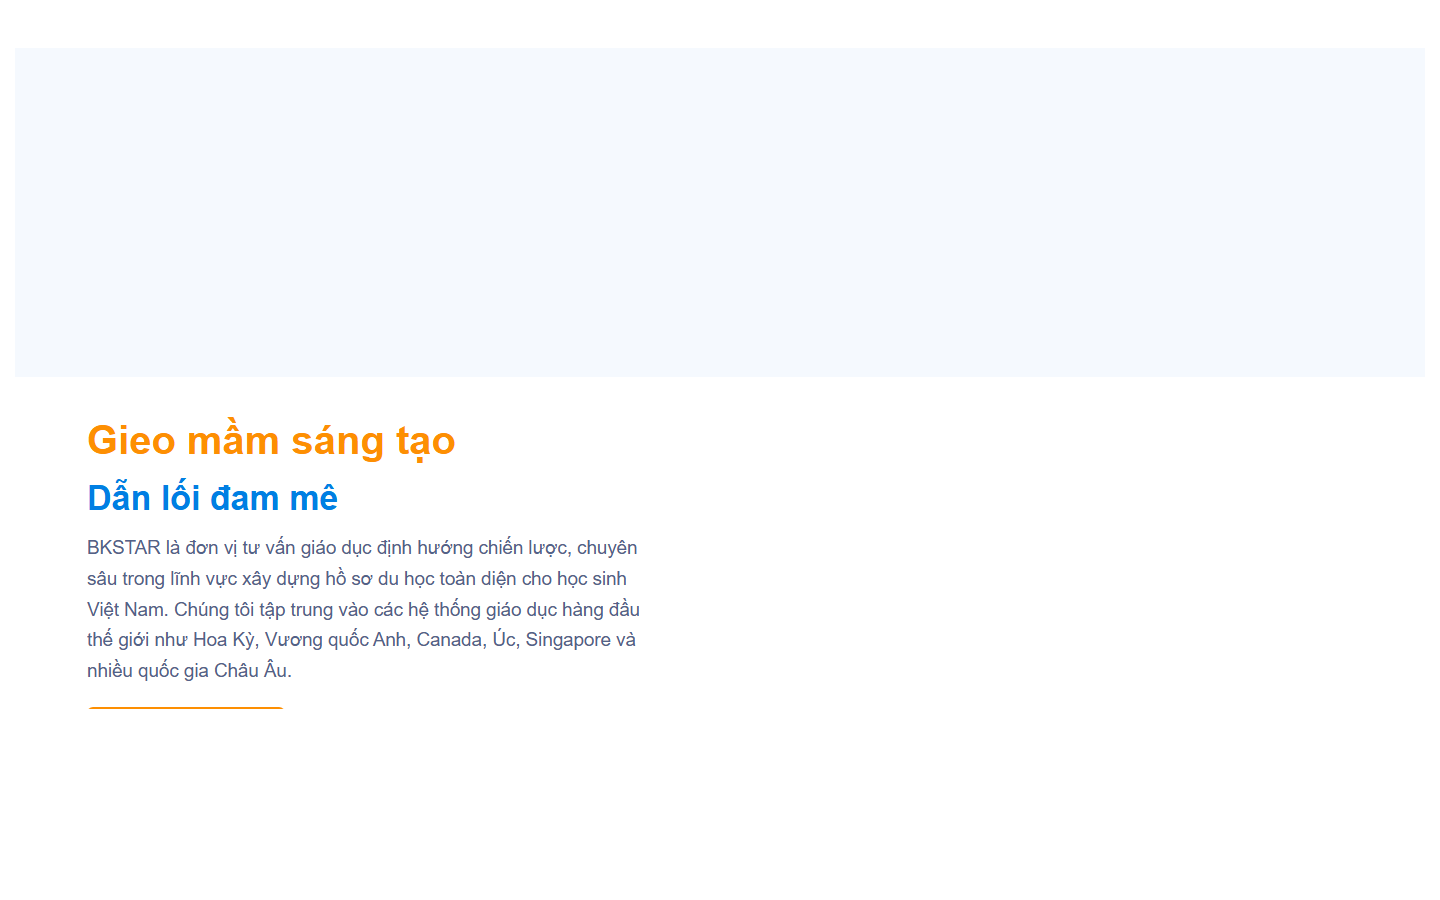 Gieo mầm sáng tạo
Dẫn lối đam mê
BKSTAR là đơn vị tư vấn giáo dục định hướng chiến lược, chuyên
sâu trong lĩnh vực xây dựng hồ sơ du học toàn diện cho học sinh
Việt Nam. Chúng tôi tập trung vào các hệ thống giáo dục hàng đầu
thế giới như Hoa Kỳ, Vương quốc Anh, Canada, Úc, Singapore và
nhiều quốc gia Châu Âu.